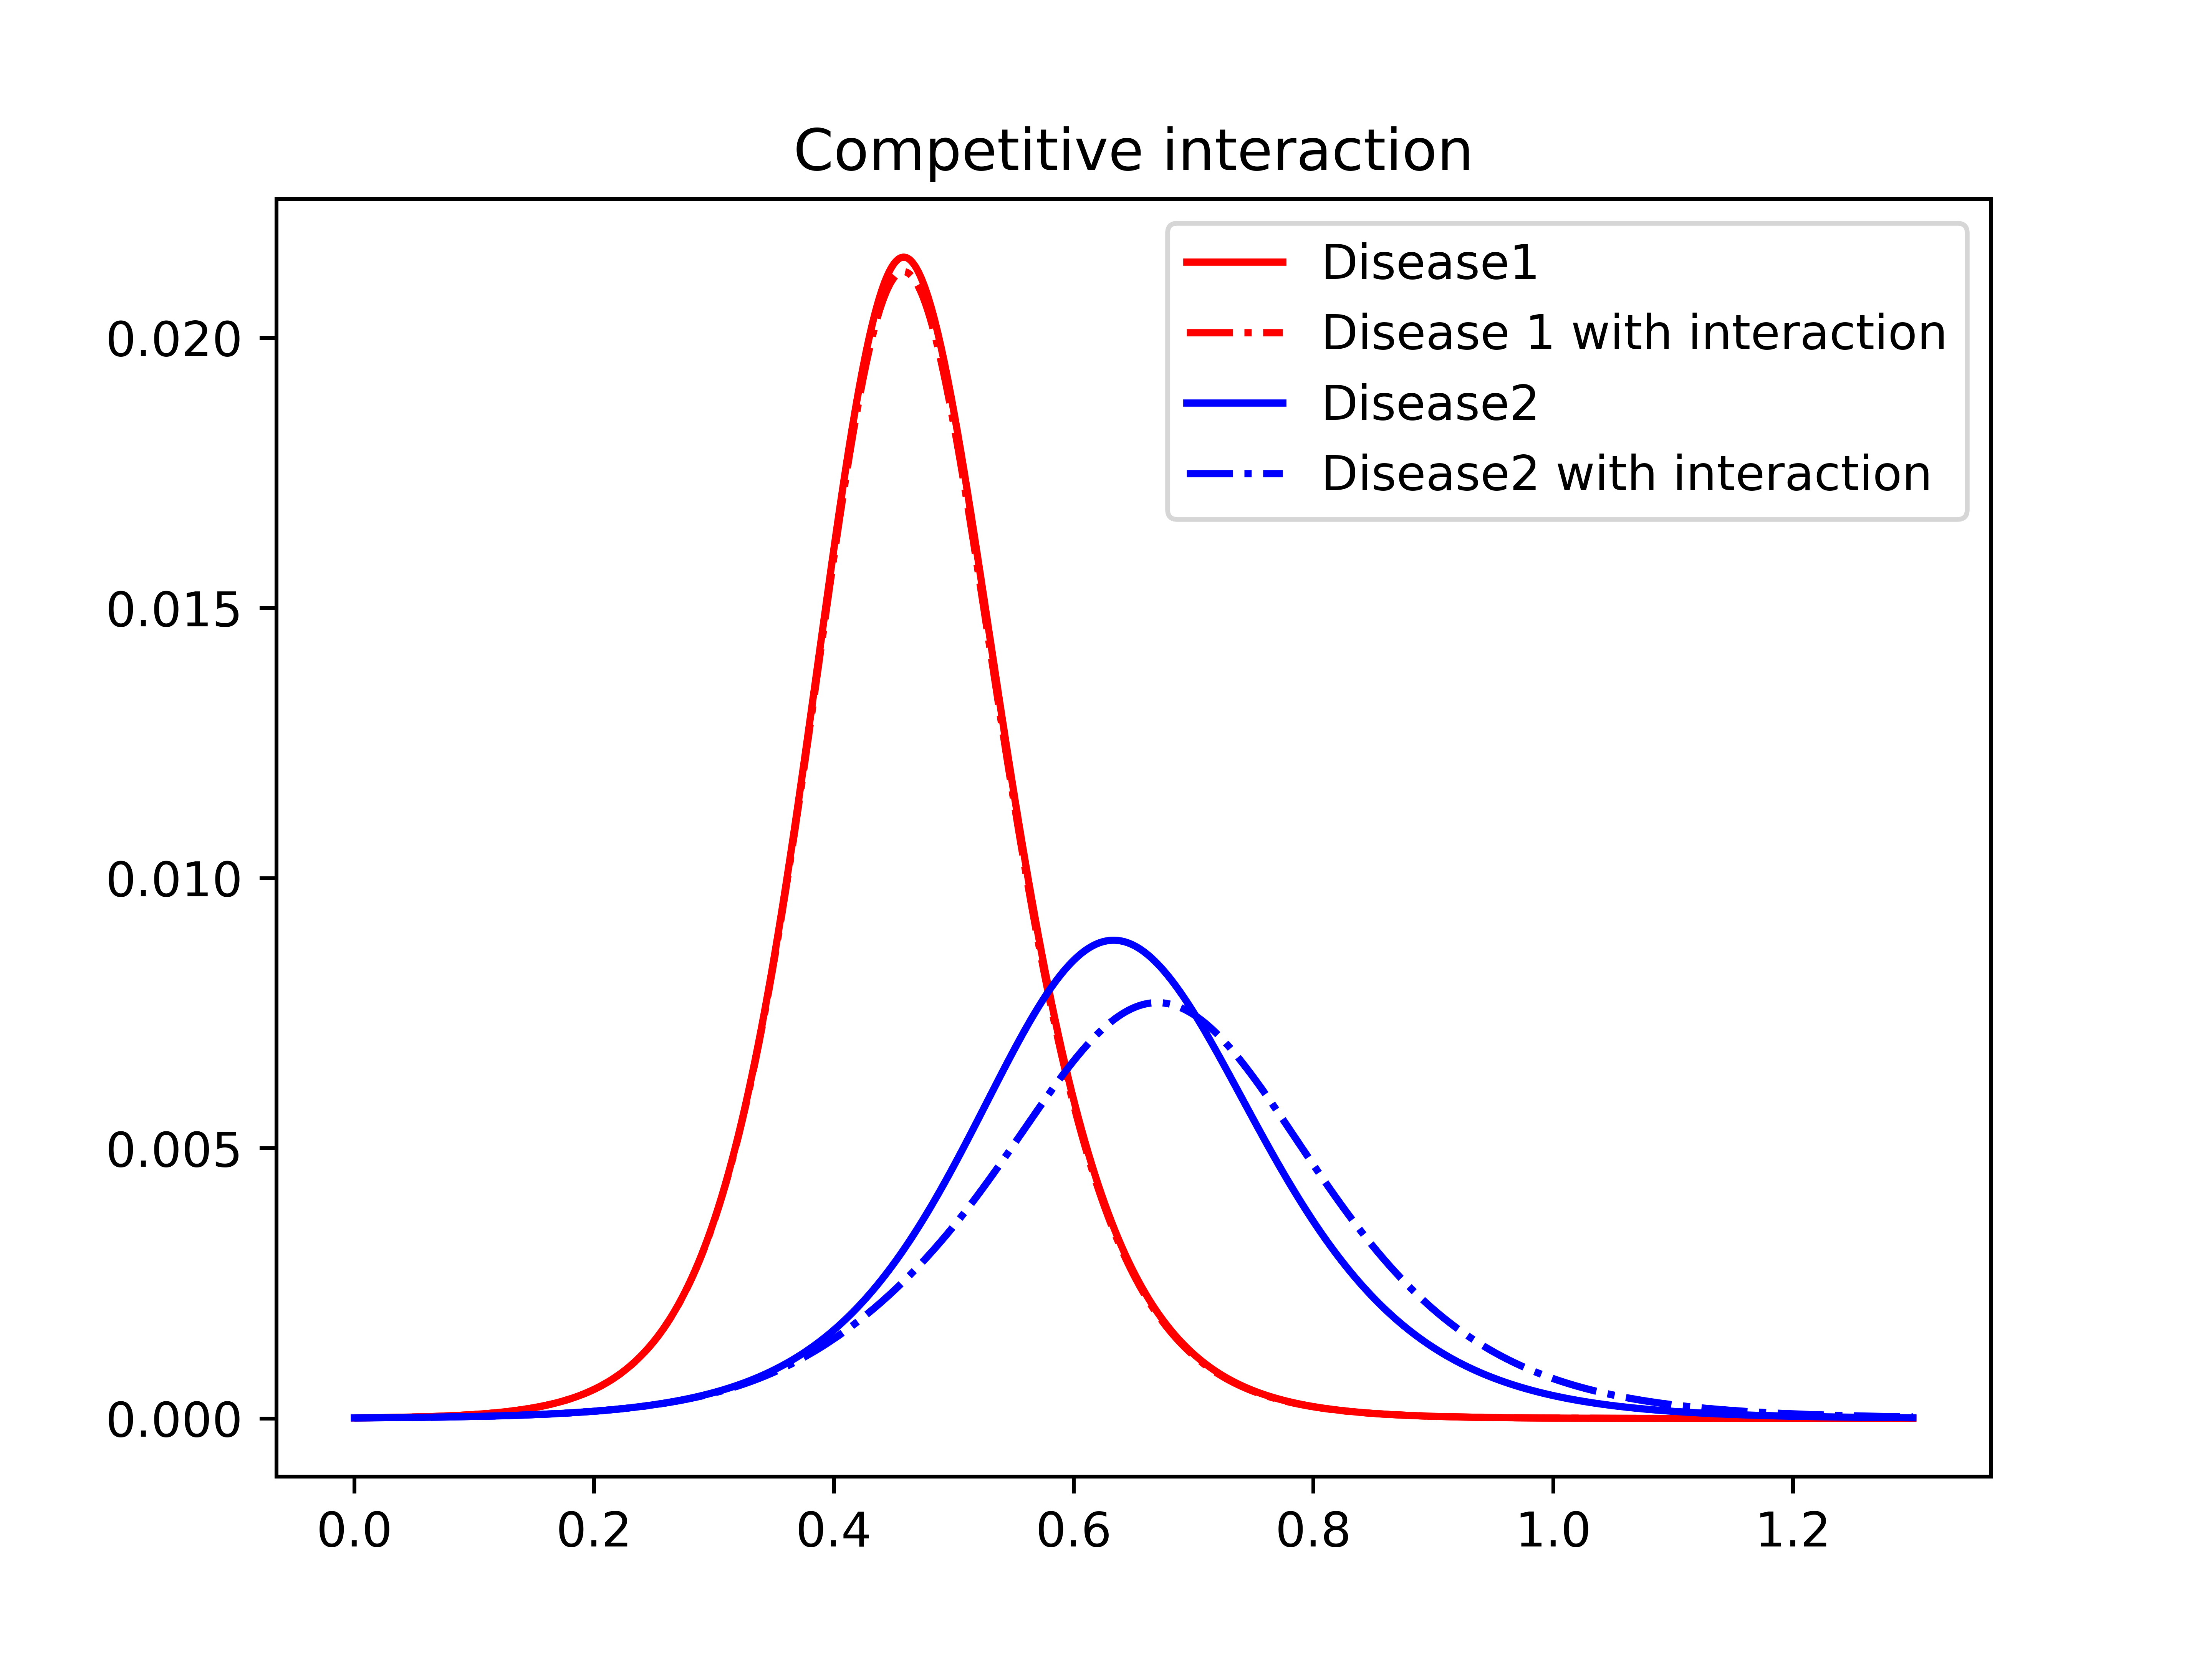 Competitive interaction
Disease1
Disease 1 with interaction
Disease2
Disease2 with interaction
0.020
0.015
0.010
0.005
0.000
0.0 0.2 0.4 0.6 0.8 1.0 1.2